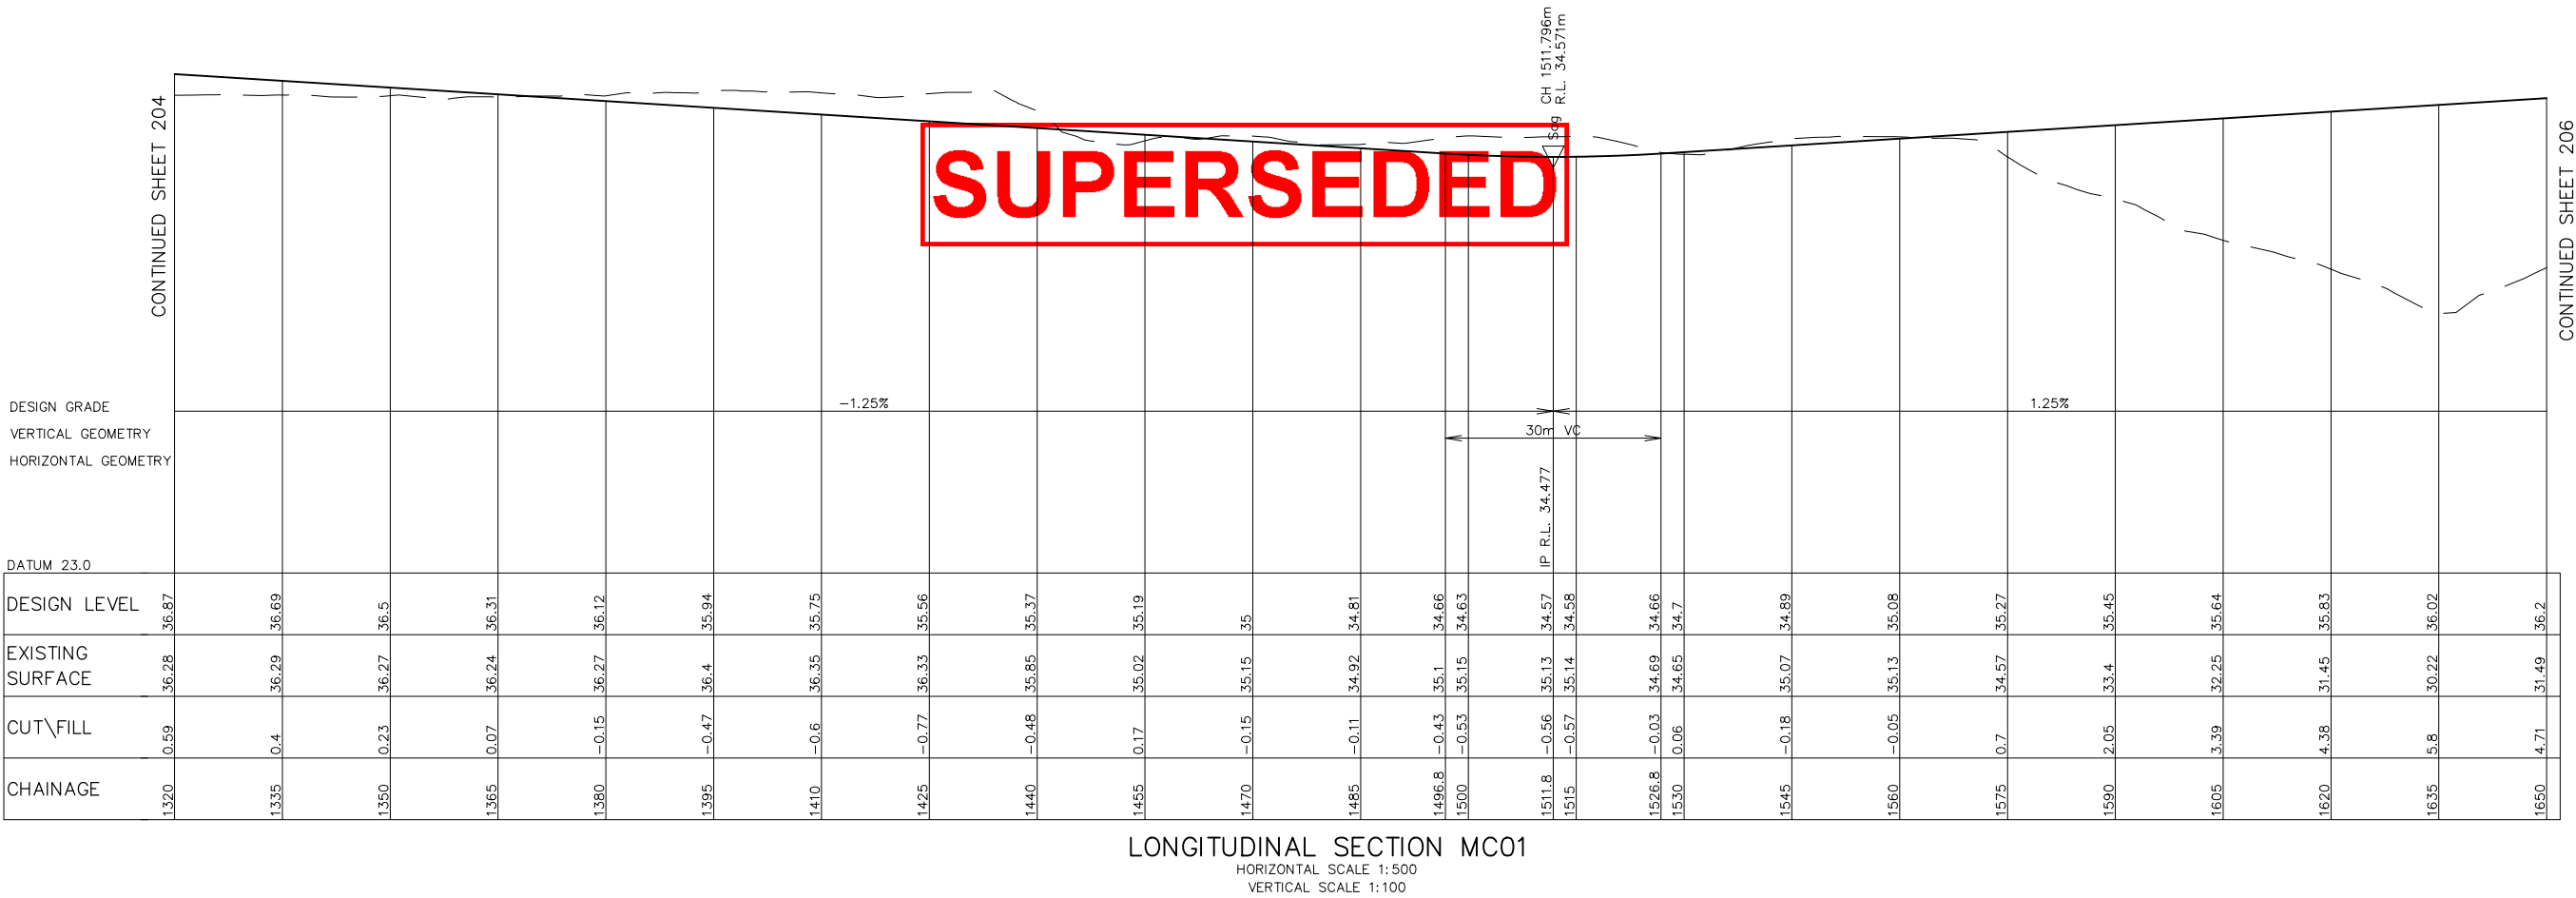 CH 1511.796m
R.L. 34.571m
Sag
CONTINUED SHEET 204
CONTINUED SHEET 206
SUPERSEDED
DESIGN GRADE -1.25% 1.25%
VERTICAL GEOMETRY 30m VC
HORIZONTAL GEOMETRY
IP R.L. 34.477
DATUM 23.0
DESIGN LEVEL 36.87 36.69 36.5 36.31 36.12 35.94 35.75 35.56 35.37 35.19 35 34.81 34.66 34.63 34.57 34.58 34.66 34.7 34.89 35.08 35.27 35.45 35.64 35.83 36.02 36.2
EXISTING
SURFACE 36.28 36.29 36.27 36.24 36.27 36.4 36.35 36.33 35.85 35.02 35.15 34.92 35.1 35.15 35.13 35.14 34.69 34.65 35.07 35.13 34.57 33.4 32.25 31.45 30.22 31.49
CUT\FILL 0.59 0.4 0.23 0.07 -0.15 -0.47 -0.6 -0.77 -0.48 0.17 -0.15 -0.11 -0.43 -0.53 -0.56 -0.57 -0.03 0.06 -0.18 -0.05 0.7 2.05 3.39 4.38 5.8 4.71
CHAINAGE 1320 1335 1350 1365 1380 1395 1410 1425 1440 1455 1470 1485 1496.8 1500 1511.8 1515 1526.8 1530 1545 1560 1575 1590 1605 1620 1635 1650
LONGITUDINAL SECTION MC01
HORIZONTAL SCALE 1:500
VERTICAL SCALE 1:100